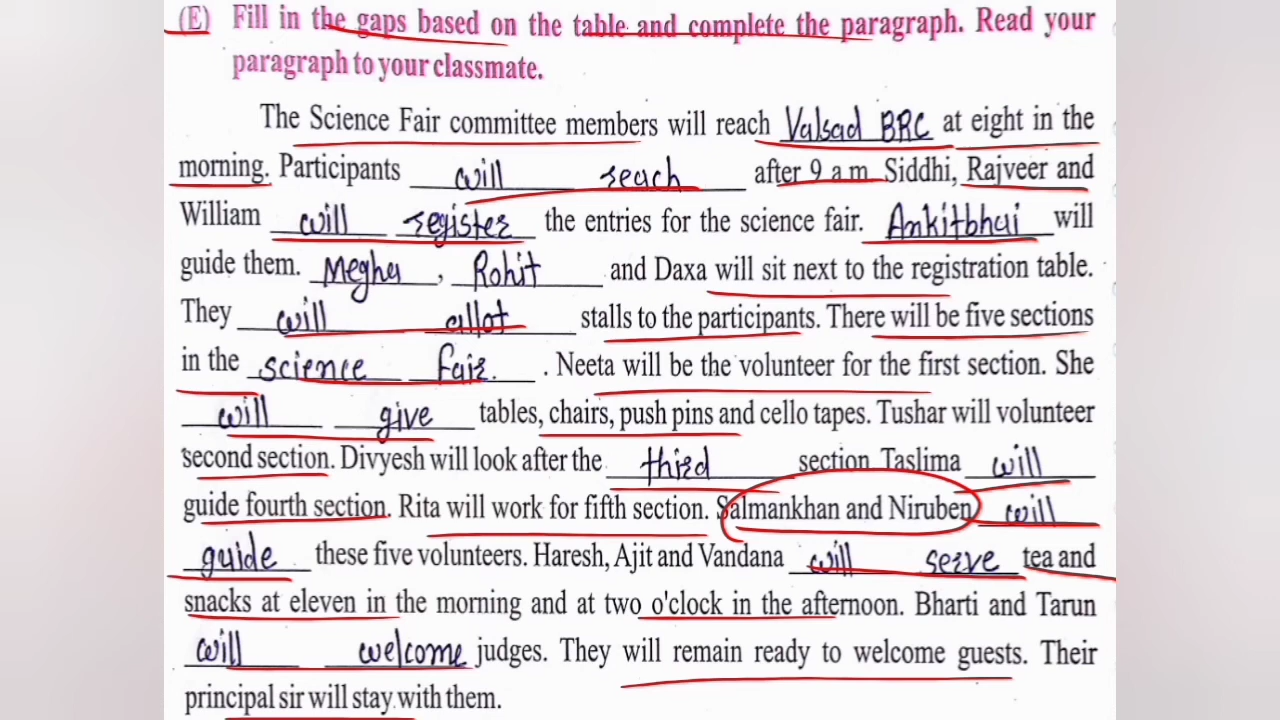 (E) Fill in the gaps based on the table and complete the paragraph. Read your
paragraph to your classmate.
The Science Fair committee members will reach Valsad BRC at eight in the
morning. Participants will reach after 9 a m Siddhi, Rajveer and
William will register the entries for the science fair. Ankitbhai will
guide them. Megha, Rohit and Daxa will sit next to the registration table.
They will allot stalls to the participants. There will be five sections
in the science fair. . Neeta will be the volunteer for the first section. She
will give tables, chairs, push pins and cello tapes. Tushar will volunteer
second section. Divyesh will look after the third section Taslima will
guide fourth section. Rita will work for fifth section. Salmankhan and Niruben will
guide these five volunteers. Haresh, Ajit and Vandana will serve tea and
snacks at eleven in the morning and at two o'clock in the afternoon. Bharti and Tarun
will welcome judges. They will remain ready to welcome guests. Their
principal sir will stay with them.